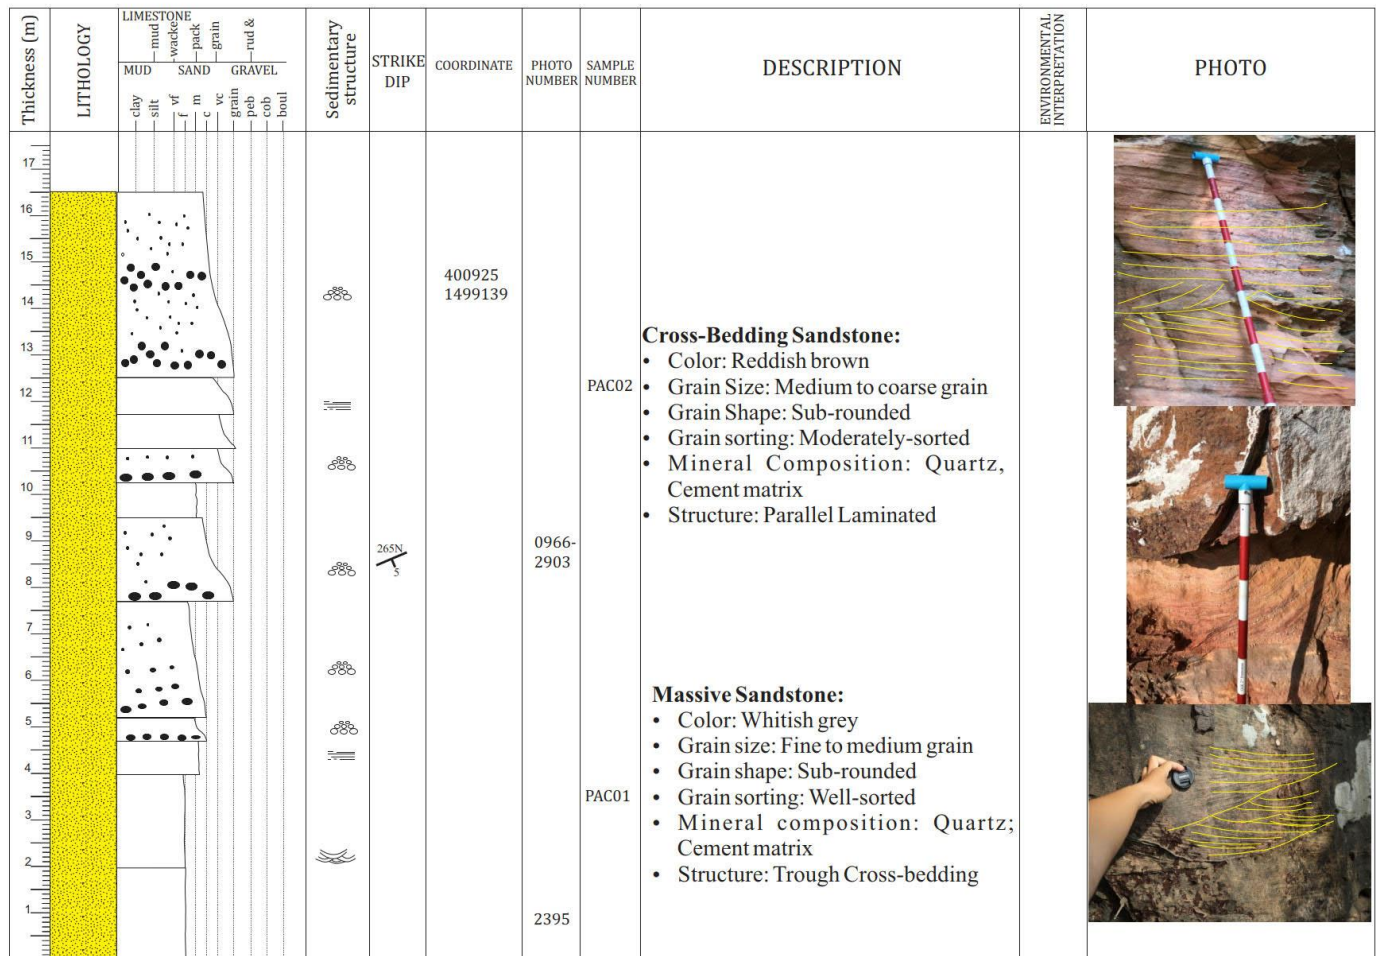 Thickness (m)
LITHOLOGY
LIMESTONE
mud
wacke
pack
grain
rud &
MUD SAND GRAVEL
clay
silt
vf
f
m
c
vc
grain
peb
cob
boul
Sedimentary
structure
STRIKE
DIP
COORDINATE
PHOTO
NUMBER
SAMPLE
NUMBER
DESCRIPTION
ENVIRONMENTAL
INTERPRETATION
PHOTO
17
16
15
14
13
12
11
10
9
8
7
6
5
4
3
2
1
265N
5
400925
1499139
0966-
2903
2395
PAC02
PAC01
Cross-Bedding Sandstone:
• Color: Reddish brown
• Grain Size: Medium to coarse grain
• Grain Shape: Sub-rounded
• Grain sorting: Moderately-sorted
• Mineral Composition: Quartz,
Cement matrix
• Structure: Parallel Laminated
Massive Sandstone:
• Color: Whitish grey
• Grain size: Fine to medium grain
• Grain shape: Sub-rounded
• Grain sorting: Well-sorted
• Mineral composition: Quartz;
Cement matrix
• Structure: Trough Cross-bedding